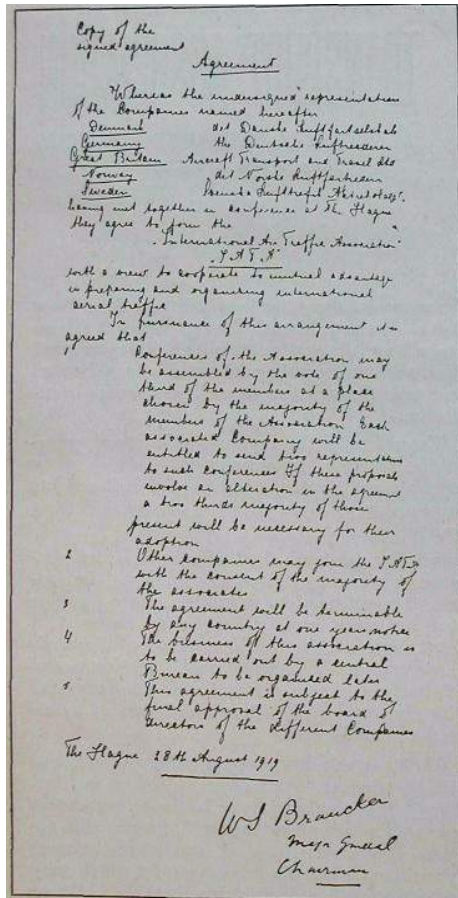 Copy of the
signed agreement
Agreement
"Whereas the undersigned representatives
of the Companies named hereafter
Denmark det Danske Luftfartselskab
Germany the Deutsche Luftreederei
Great Britain Aircraft Transport and Travel Ltd
Norway det Norske Luftfartrederi
Sweden Svenska Lufttrafik
having met together in conference at The Hague
they agree to form the
"International Air Traffic Association"
"I.A.T.A"
with a view to cooperate to mutual advantage
in preparing and organising international
aerial traffic
In pursuance of this arrangement its
agreed that
1 Conferences of the Association may
be assembled by the vote of one
third of the members at a place
chosen by the majority of the
members of the Association Each
associated Company will be
entitled to send two representatives
to such conferences If these proposals
involve an alteration in the agreement
a two thirds majority of those
present will be necessary for their
adoption
2 Other companies may join the I.A.T.A
with the consent of the majority of
the associates
3 The agreement will be terminable
by any country at one years notice
4 The business of this association is
to be carried out by a central
Bureau to be organised later
5 This agreement is subject to the
final approval of the board of
directors of the different Companies
The Hague 28th August 1919
WS Brancker
Major General
Chairman